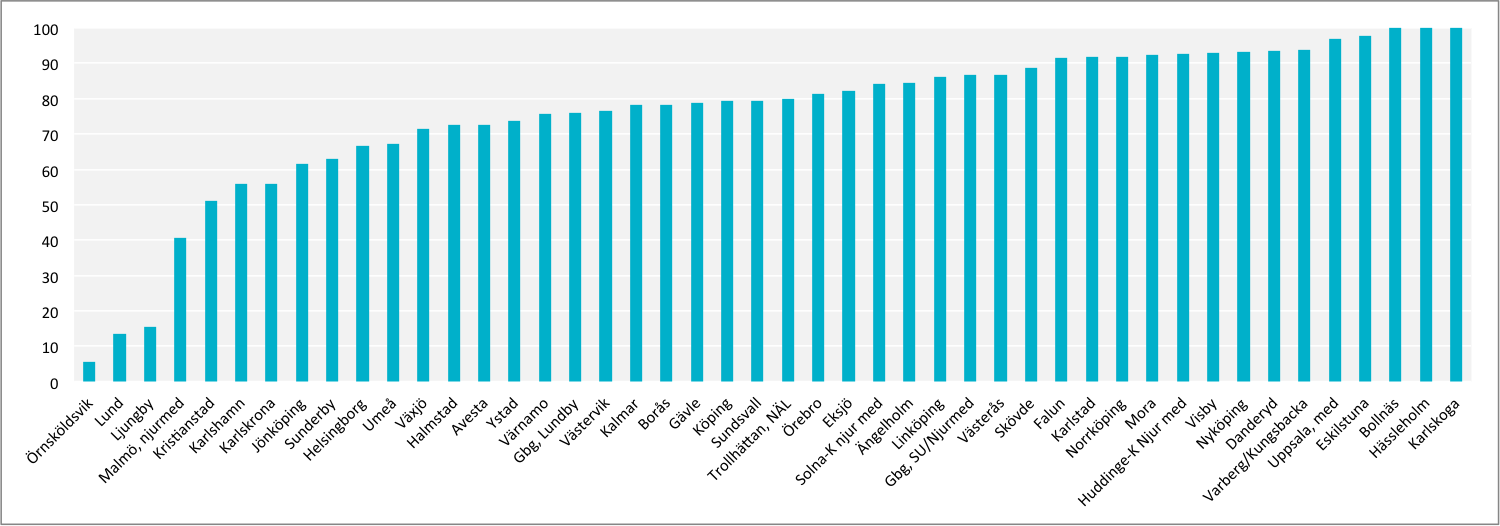 100
90
80
70
60
50
40
30
20
10
0
Örnsköldsvik
Lund
Ljungby
Malmö, njurmed
Kristianstad
Karlshamn
Karlskrona
Jönköping
Sunderby
Helsingborg
Umeå
Växjö
Halmstad
Avesta
Ystad
Värnamo
Gbg, Lundby
Västervik
Kalmar
Borås
Gävle
Köping
Sundsvall
Trollhättan, NÄL
Örebro
Eksjö
Solna-K njur med
Ängelholm
Linköping
Gbg, SU/Njurmed
Västerås
Skövde
Falun
Karlstad
Norrköping
Mora
Huddinge-K Njur med
Visby
Nyköping
Danderyd
Varberg/Kungsbacka
Uppsala, med
Eskilstuna
Bollnäs
Hässleholm
Karlskoga